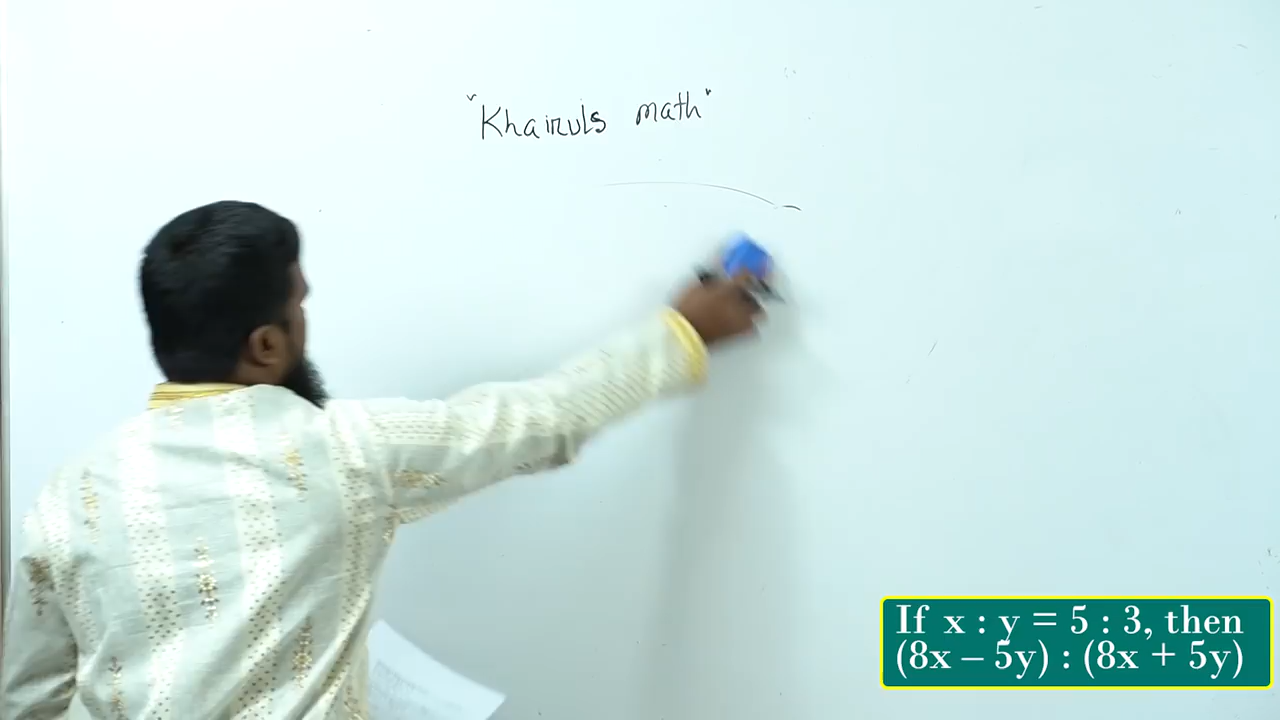 "Khairuls math"
If x : y = 5 : 3, then
(8x – 5y) : (8x + 5y)